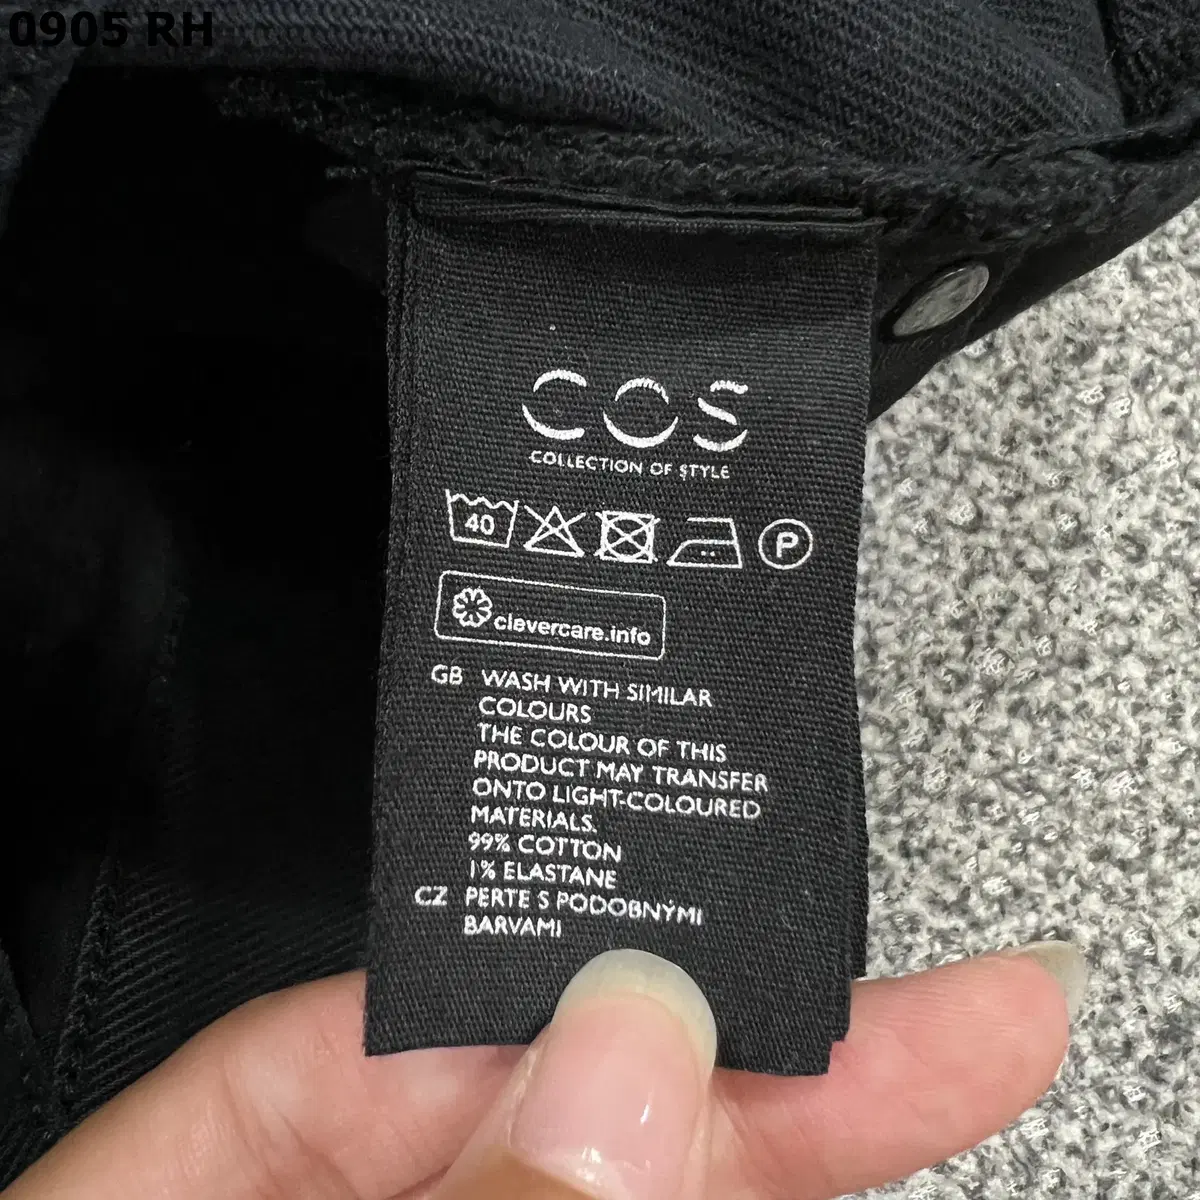 0905 RH
COS
COLLECTION OF STYLE
40 P
clevercare.info
GB WASH WITH SIMILAR
COLOURS
THE COLOUR OF THIS
PRODUCT MAY TRANSFER
ONTO LIGHT-COLOURED
MATERIALS.
99% COTTON
1% ELASTANE
CZ PERTE S PODOBNÝMI
BARVAMI